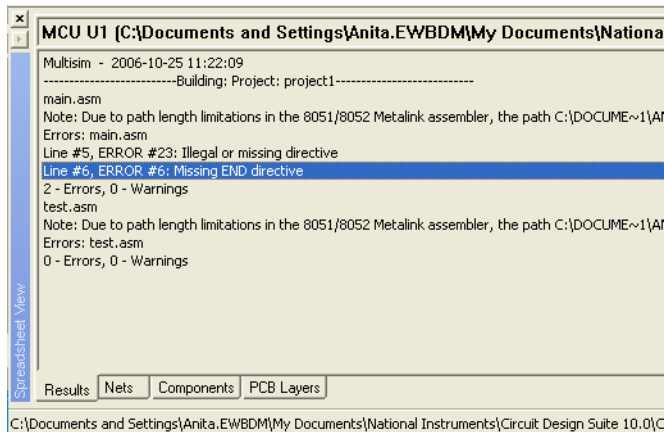 MCU U1 (C:\Documents and Settings\Anita.EWBDM\My Documents\Nationa
Multisim - 2006-10-25 11:22:09
-------------------------Building: Project: project1--------------------------
main.asm
Note: Due to path length limitations in the 8051/8052 Metalink assembler, the path C:\DOCUME~1\AN
Errors: main.asm
Line #5, ERROR #23: Illegal or missing directive
Line #6, ERROR #6: Missing END directive
2 - Errors, 0 - Warnings
test.asm
Note: Due to path length limitations in the 8051/8052 Metalink assembler, the path C:\DOCUME~1\AN
Errors: test.asm
0 - Errors, 0 - Warnings
Spreadsheet View
Results Nets Components PCB Layers
C:\Documents and Settings\Anita.EWBDM\My Documents\National Instruments\Circuit Design Suite 10.0\C